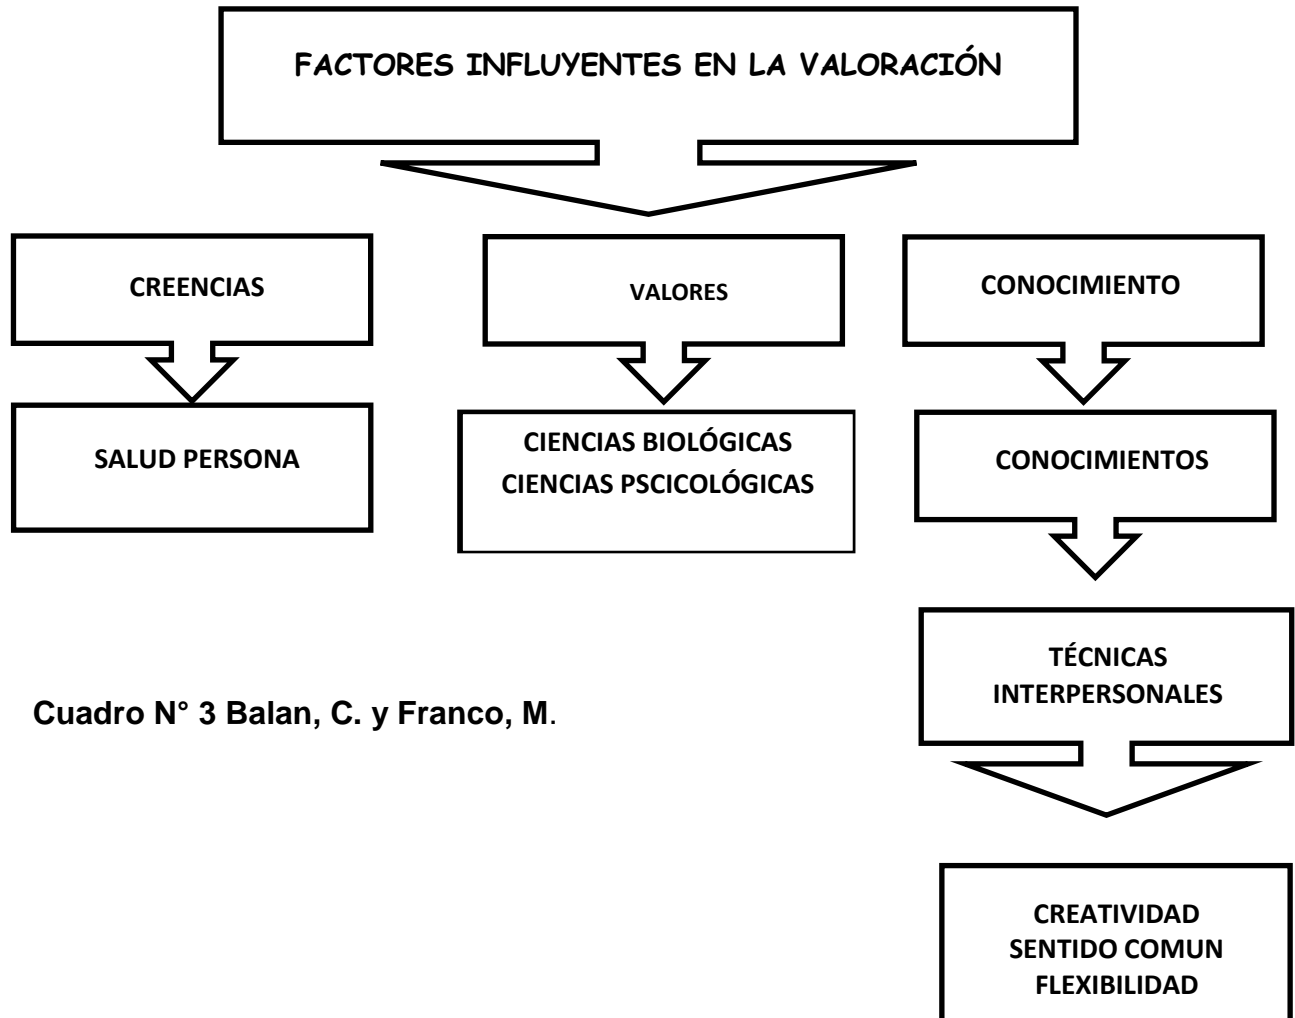 FACTORES INFLUYENTES EN LA VALORACIÓN
CREENCIAS
VALORES
CONOCIMIENTO
SALUD PERSONA
CIENCIAS BIOLÓGICAS
CIENCIAS PSCICOLÓGICAS
CONOCIMIENTOS
TÉCNICAS
INTERPERSONALES
Cuadro N° 3 Balan, C. y Franco, M.
CREATIVIDAD
SENTIDO COMUN
FLEXIBILIDAD